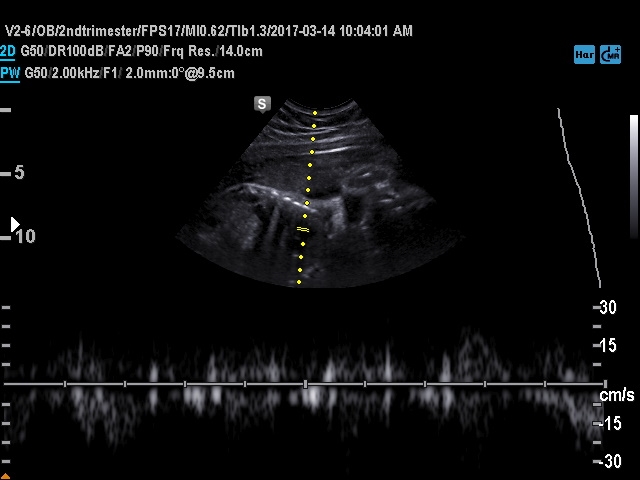 V2-6/OB/2ndtrimester/FPS17/MI0.62/TIb1.3/2017-03-14 10:04:01 AM
2D G50/DR100dB/FA2/P90/Frq Res./14.0cm
Har CMR
PW G50/2.00kHz/F1/ 2.0mm:0°@9.5cm
S
5
10
30
15
cm/s
-15
-30